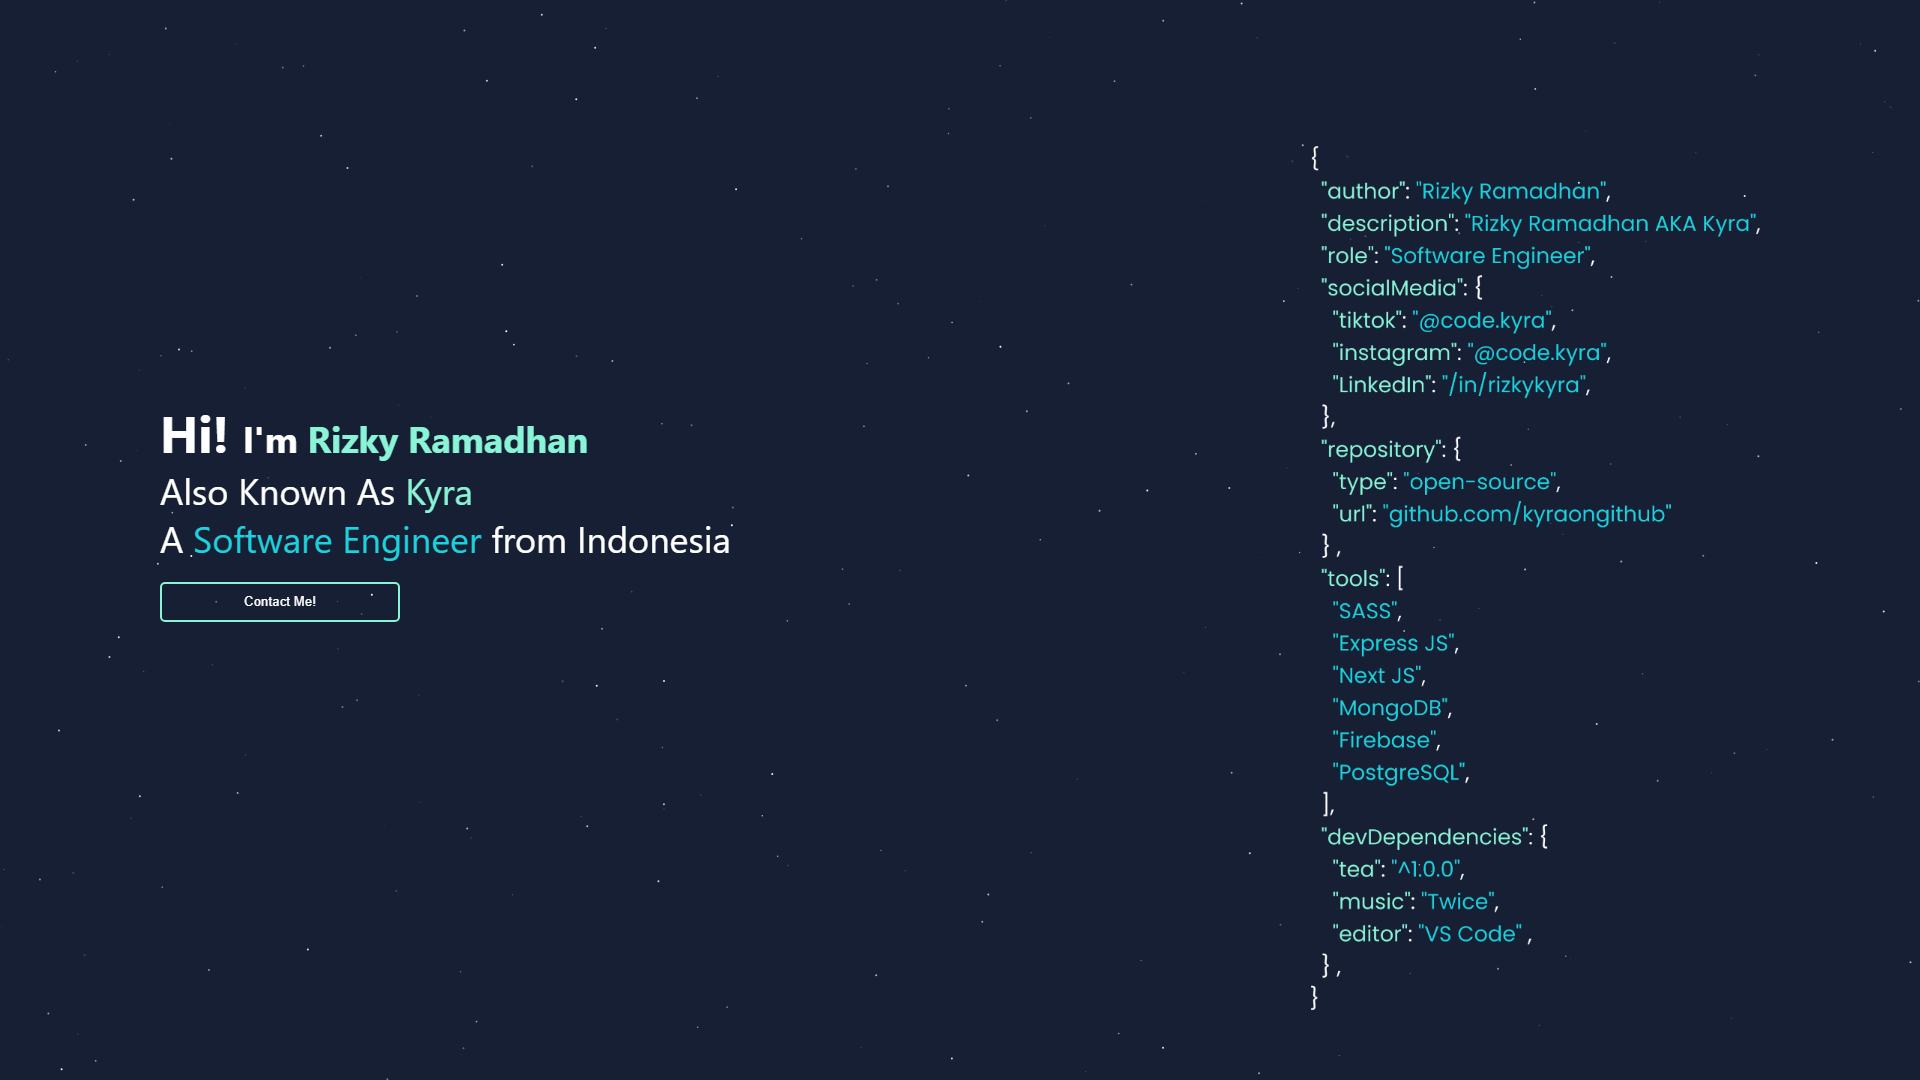 Hi! I'm Rizky Ramadhan
Also Known As Kyra
A Software Engineer from Indonesia
Contact Me!
{
"author": "Rizky Ramadhan",
"description": "Rizky Ramadhan AKA Kyra",
"role": "Software Engineer",
"socialMedia": {
"tiktok": "@code.kyra",
"instagram": "@code.kyra",
"LinkedIn": "/in/rizkykyra",
},
"repository": {
"type": "open-source",
"url": "github.com/kyraongithub"
} ,
"tools": [
"SASS",
"Express JS",
"Next JS",
"MongoDB",
"Firebase",
"PostgreSQL",
],
"devDependencies": {
"tea": "^1.0.0",
"music": "Twice",
"editor": "VS Code" ,
} ,
}